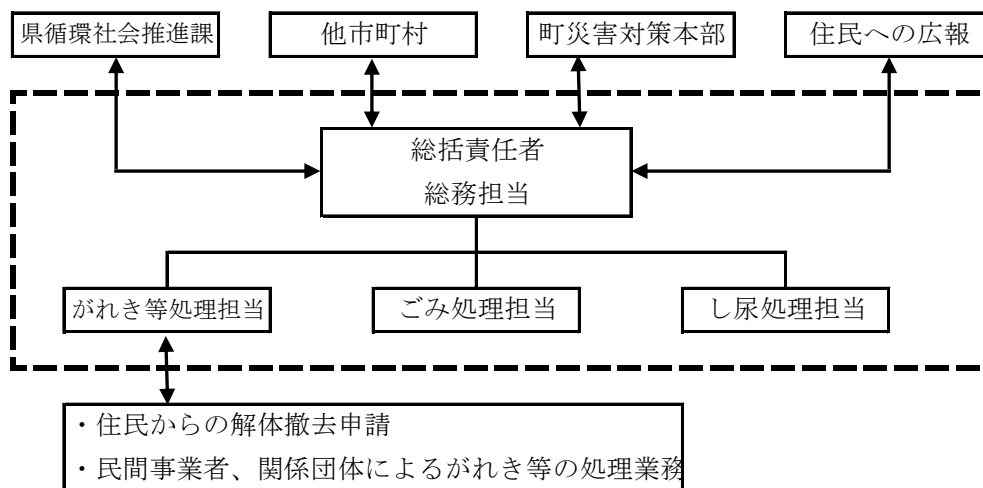 県循環社会推進課
他市町村
町災害対策本部
住民への広報
総括責任者
総務担当
がれき等処理担当
ごみ処理担当
し尿処理担当
・住民からの解体撤去申請
・民間事業者、関係団体によるがれき等の処理業務